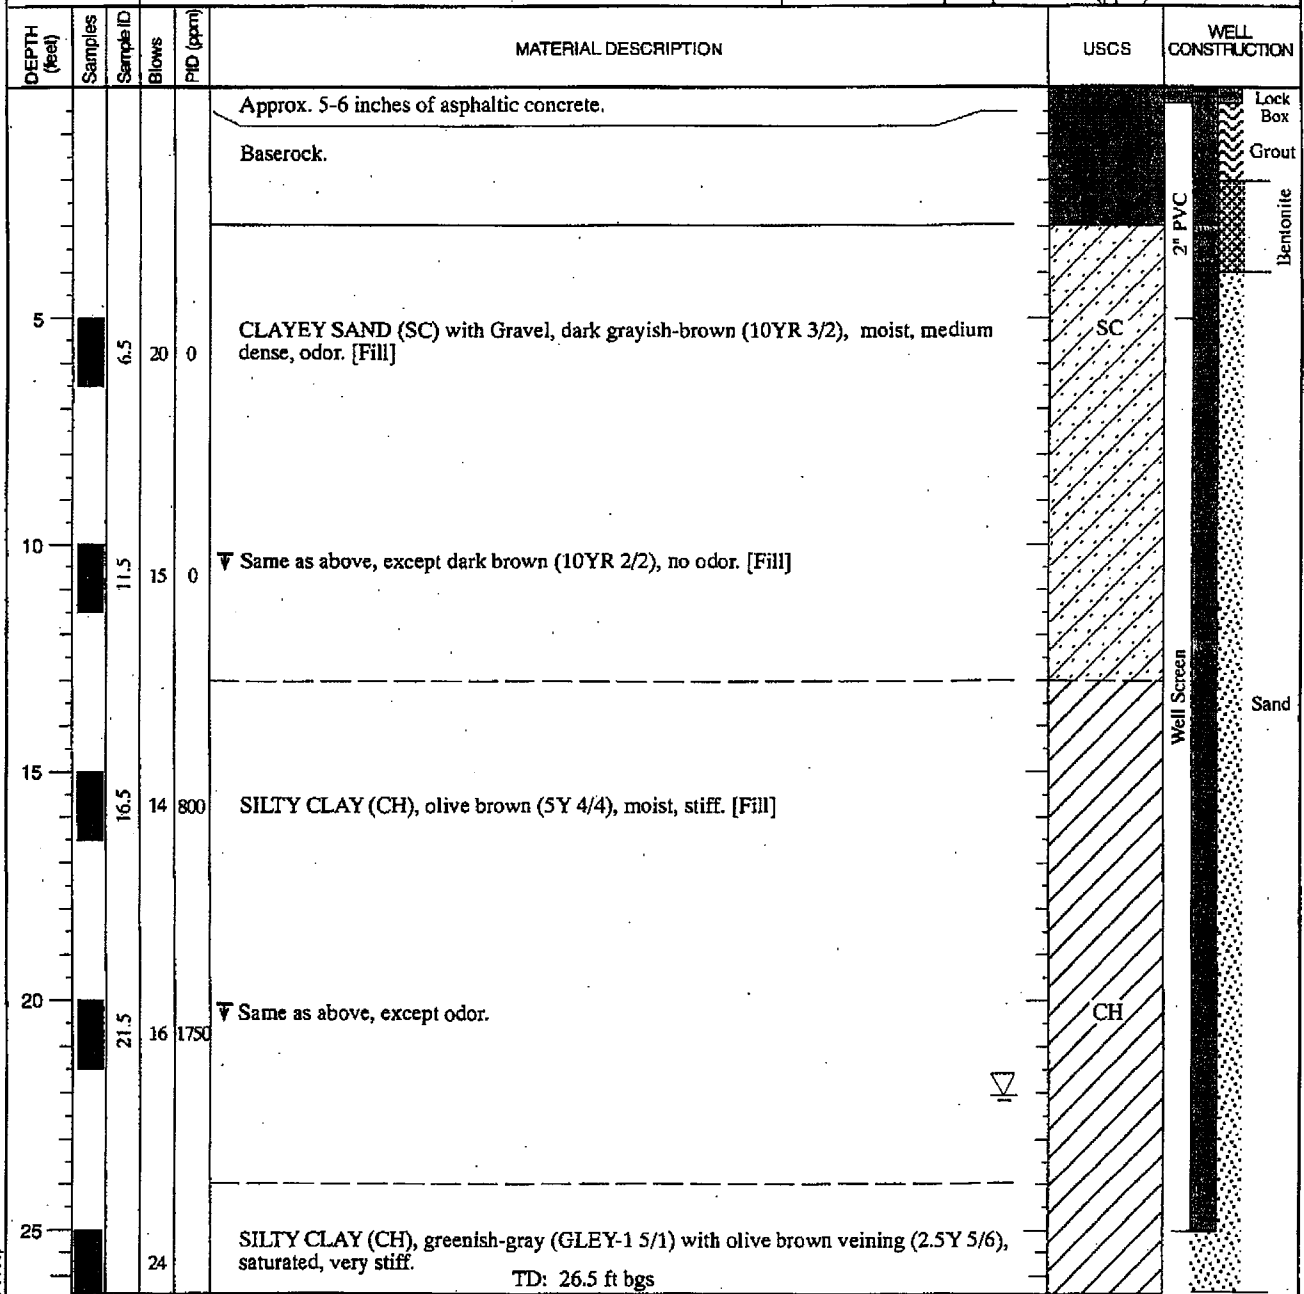 DEPTH (feet)
Samples
Sample ID
Blows
PID (ppm)
MATERIAL DESCRIPTION
USCS
WELL CONSTRUCTION
Approx. 5-6 inches of asphaltic concrete.
Lock Box
Baserock.
Grout
2" PVC
Bentonite
5
6.5
20
0
CLAYEY SAND (SC) with Gravel, dark grayish-brown (10YR 3/2), moist, medium
dense, odor. [Fill]
SC
10
11.5
15
0
Same as above, except dark brown (10YR 2/2), no odor. [Fill]
Well Screen
Sand
15
16.5
14
800
SILTY CLAY (CH), olive brown (5Y 4/4), moist, stiff. [Fill]
20
21.5
16
1750
Same as above, except odor.
CH
25
24
SILTY CLAY (CH), greenish-gray (GLEY-1 5/1) with olive brown veining (2.5Y 5/6),
saturated, very stiff.
TD: 26.5 ft bgs